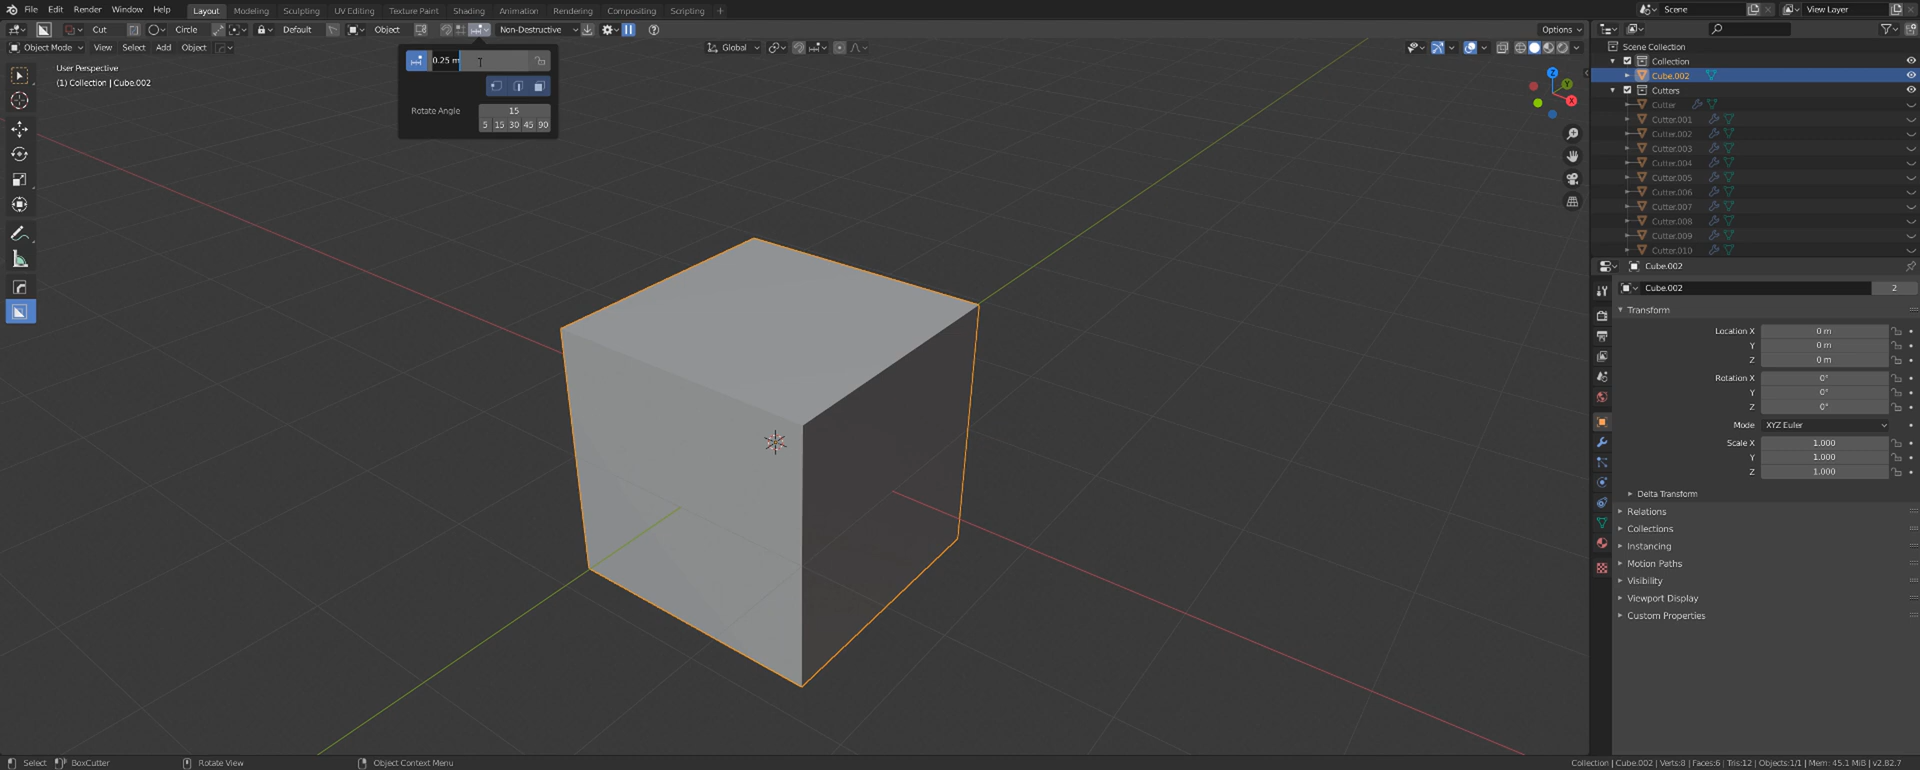 File Edit Render Window Help Layout Modeling Sculpting UV Editing Texture Paint Shading Animation Rendering Compositing Scripting + Scene View Layer
Cut Circle Default Object Non-Destructive Options
Object Mode View Select Add Object Global
User Perspective
(1) Collection | Cube.002
0.25 m
Rotate Angle 15
5 15 30 45 90
Z
Y
X
Scene Collection
Collection
Cube.002
Cutters
Cutter
Cutter.001
Cutter.002
Cutter.003
Cutter.004
Cutter.005
Cutter.006
Cutter.007
Cutter.008
Cutter.009
Cutter.010
Cube.002
Cube.002 2
Transform
Location X 0 m
Y 0 m
Z 0 m
Rotation X 0°
Y 0°
Z 0°
Mode XYZ Euler
Scale X 1.000
Y 1.000
Z 1.000
Delta Transform
Relations
Collections
Instancing
Motion Paths
Visibility
Viewport Display
Custom Properties
Select BoxCutter Rotate View Object Context Menu Collection | Cube.002 | Verts:8 | Faces:6 | Tris:12 | Objects:1/1 | Mem: 45.1 MiB | v2.82.7